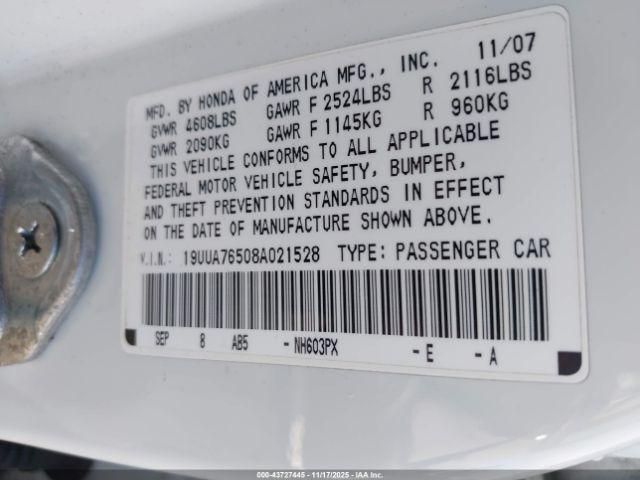 MFD. BY HONDA OF AMERICA MFG., INC. 11/07
GVWR 4608LBS GAWR F 2524LBS R 2116LBS
GVWR 2090KG GAWR F 1145KG R 960KG
THIS VEHICLE CONFORMS TO ALL APPLICABLE
FEDERAL MOTOR VEHICLE SAFETY, BUMPER,
AND THEFT PREVENTION STANDARDS IN EFFECT
ON THE DATE OF MANUFACTURE SHOWN ABOVE.
V.I.N.: 19UUA76508A021528 TYPE: PASSENGER CAR
SEP 8 AB5 -NH603PX -E -A
000-43727445 - 11/17/2025 - IAA Inc.